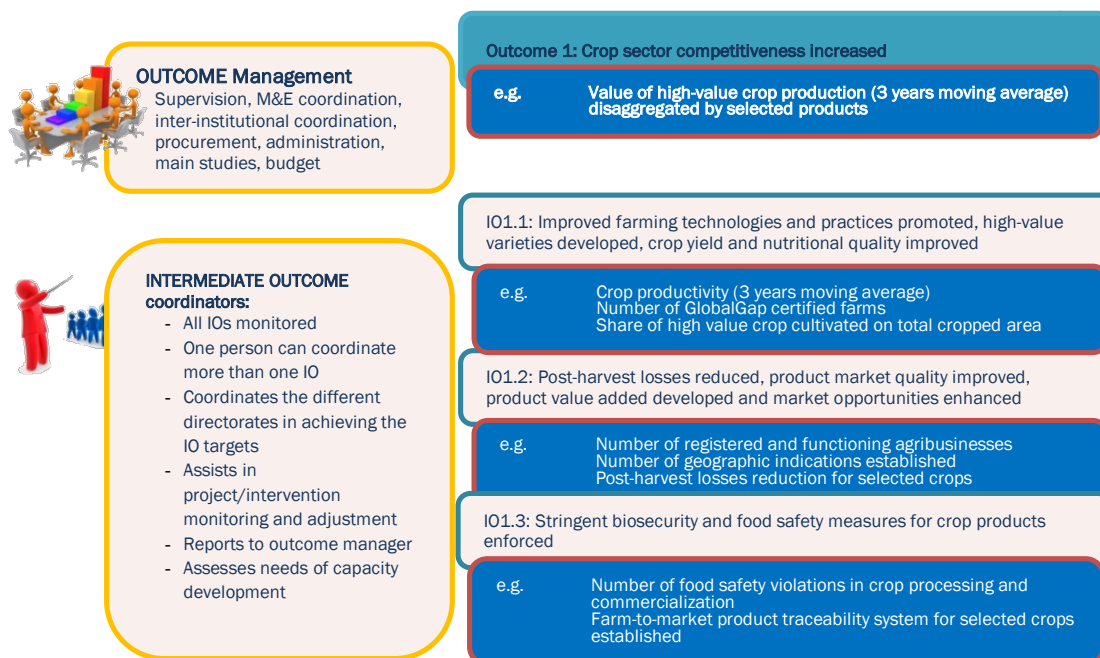 OUTCOME Management
Supervision, M&E coordination,
inter-institutional coordination,
procurement, administration,
main studies, budget
INTERMEDIATE OUTCOME
coordinators:
- All IOs monitored
- One person can coordinate
more than one IO
- Coordinates the different
directorates in achieving the
IO targets
- Assists in
project/intervention
monitoring and adjustment
- Reports to outcome manager
- Assesses needs of capacity
development
Outcome 1: Crop sector competitiveness increased
e.g. Value of high-value crop production (3 years moving average)
disaggregated by selected products
IO1.1: Improved farming technologies and practices promoted, high-value
varieties developed, crop yield and nutritional quality improved
e.g. Crop productivity (3 years moving average)
Number of GlobalGap certified farms
Share of high value crop cultivated on total cropped area
IO1.2: Post-harvest losses reduced, product market quality improved,
product value added developed and market opportunities enhanced
e.g. Number of registered and functioning agribusinesses
Number of geographic indications established
Post-harvest losses reduction for selected crops
IO1.3: Stringent biosecurity and food safety measures for crop products
enforced
e.g. Number of food safety violations in crop processing and
commercialization
Farm-to-market product traceability system for selected crops
established